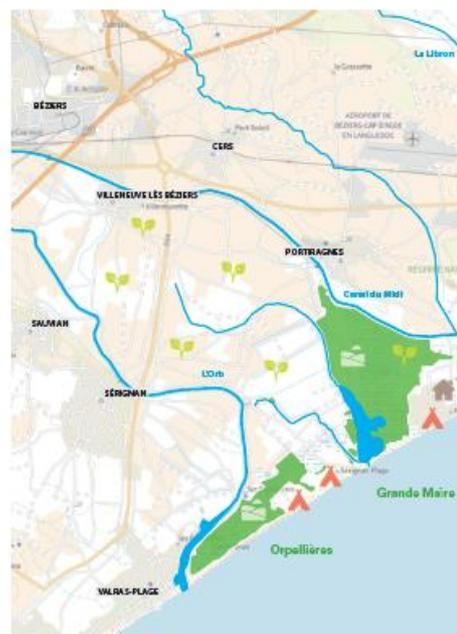 Le Libron
BÉZIERS
AÉROPORT DE
BÉZIERS-CAP D'AGDE
EN LANGUEDOC
CERS
VILLENEUVE LÈS BÉZIERS
PORTIRAGNES
Canal du Midi
SAUVIAN
L'Orb
SÉRIGNAN
Sérignan Plage
Grande Maïre
Orpellières
VALRAS-PLAGE